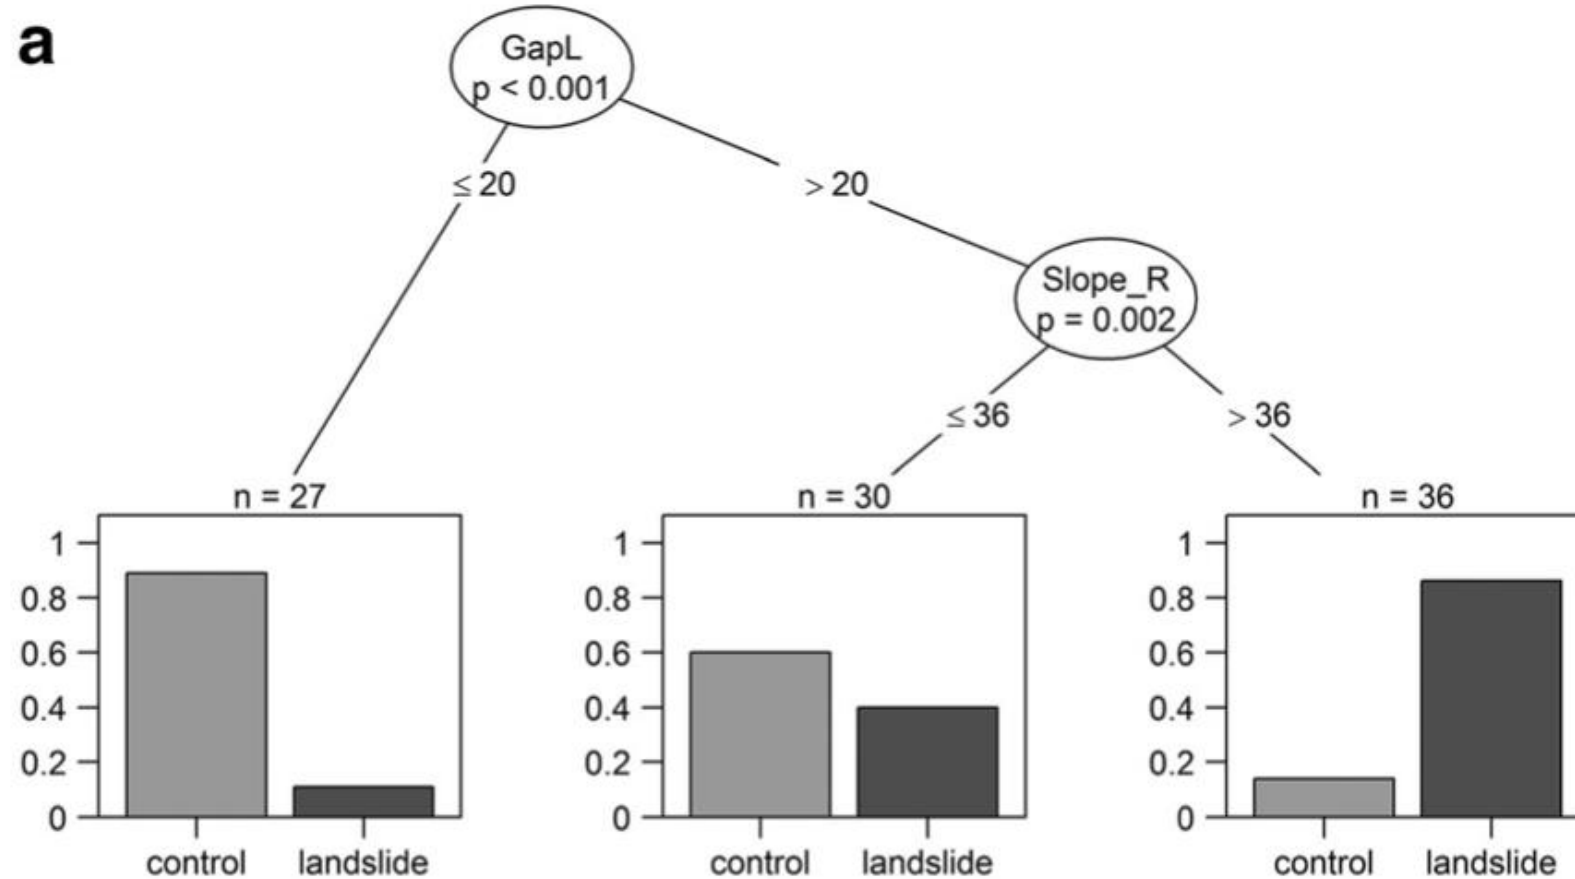 a
GapL
p < 0.001
≤ 20
> 20
Slope_R
p = 0.002
≤ 36
> 36
n = 27
n = 30
n = 36
1
0.8
0.6
0.4
0.2
0
control landslide
1
0.8
0.6
0.4
0.2
0
control landslide
1
0.8
0.6
0.4
0.2
0
control landslide